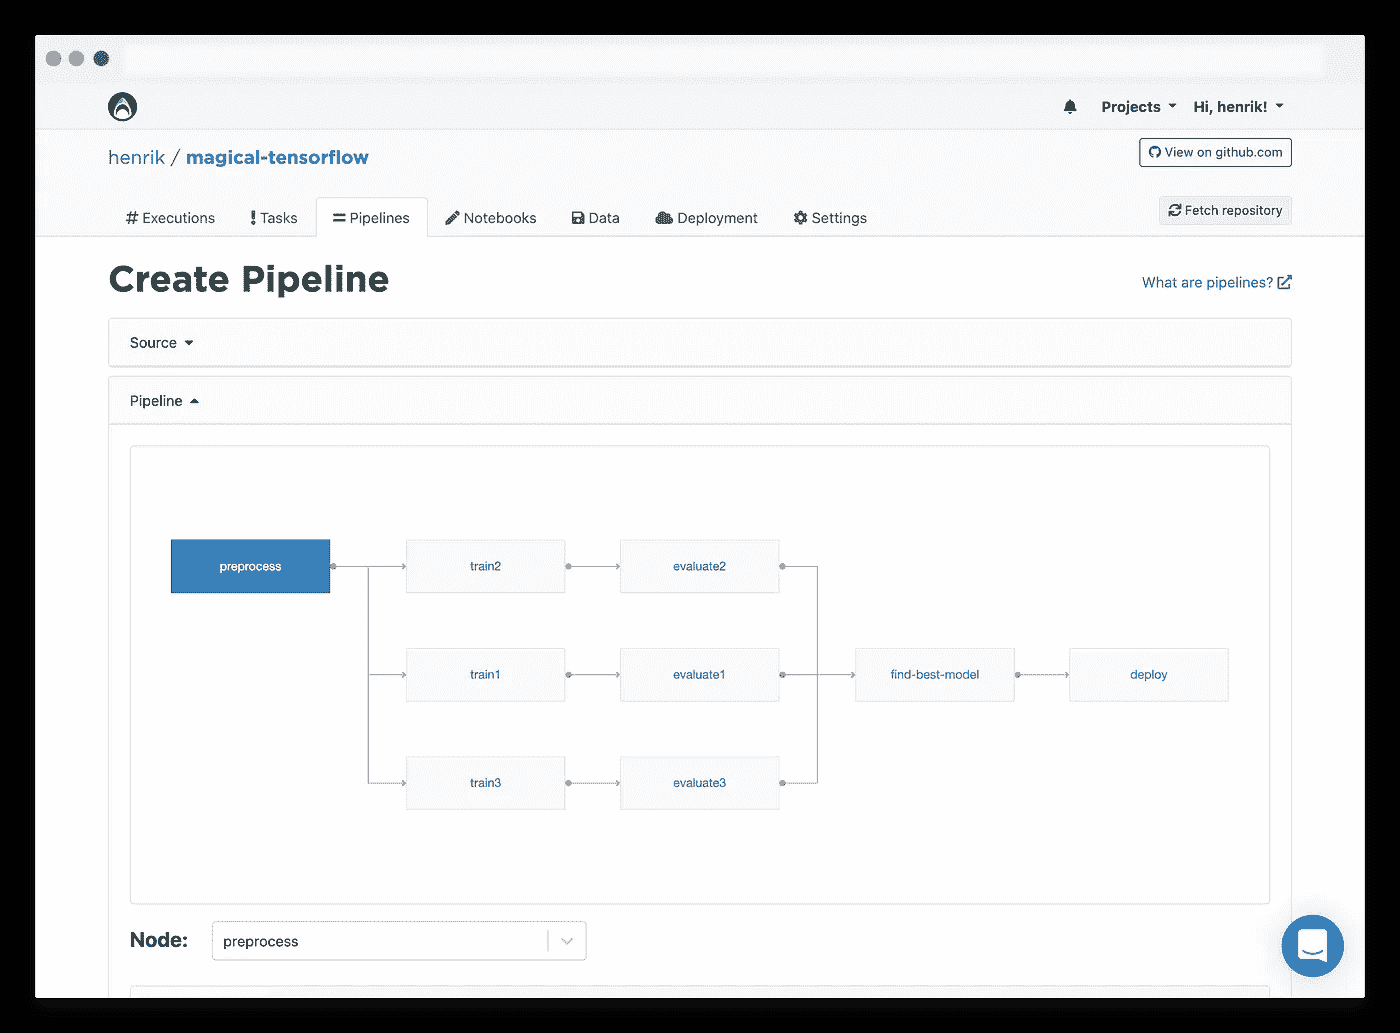 Projects Hi, henrik!
henrik / magical-tensorflow
View on github.com
# Executions Tasks Pipelines Notebooks Data Deployment Settings
Fetch repository
Create Pipeline
What are pipelines?
Source
Pipeline
preprocess train2 evaluate2
train1 evaluate1 find-best-model deploy
train3 evaluate3
Node: preprocess